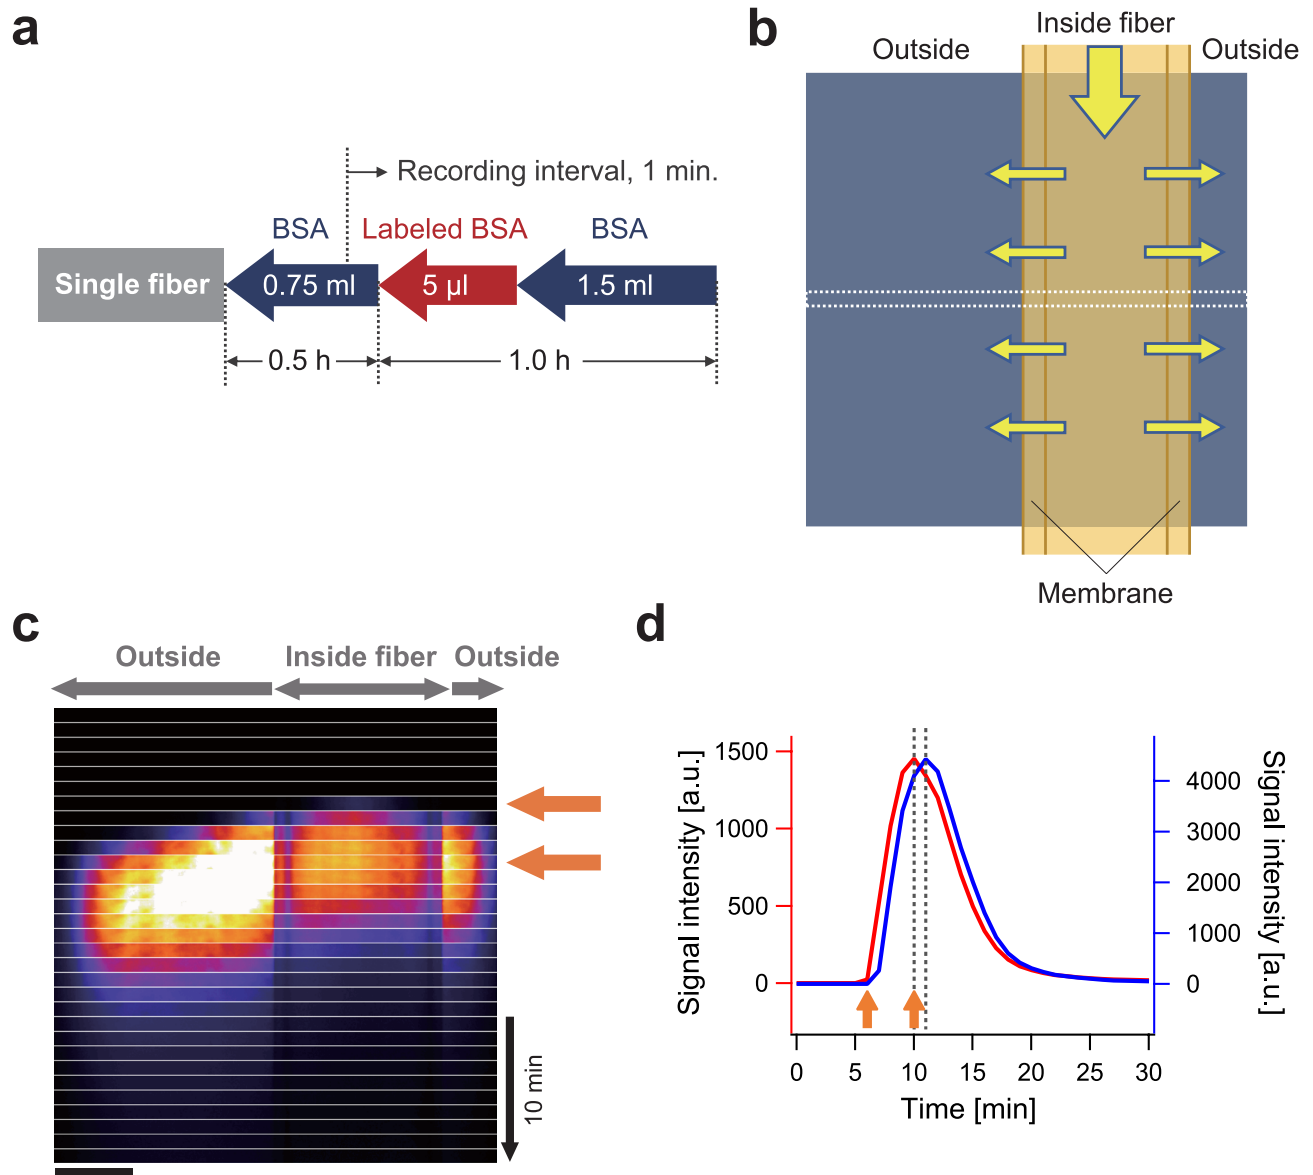 a
Recording interval, 1 min.
BSA
Labeled BSA
BSA
Single fiber
0.75 ml
5 µl
1.5 ml
0.5 h
1.0 h
b
Inside fiber
Outside
Outside
Membrane
c
Outside
Inside fiber
Outside
10 min
d
Signal intensity [a.u.]
1500
1000
500
0
4000
3000
2000
1000
0
Signal intensity [a.u.]
0
5
10
15
20
25
30
Time [min]